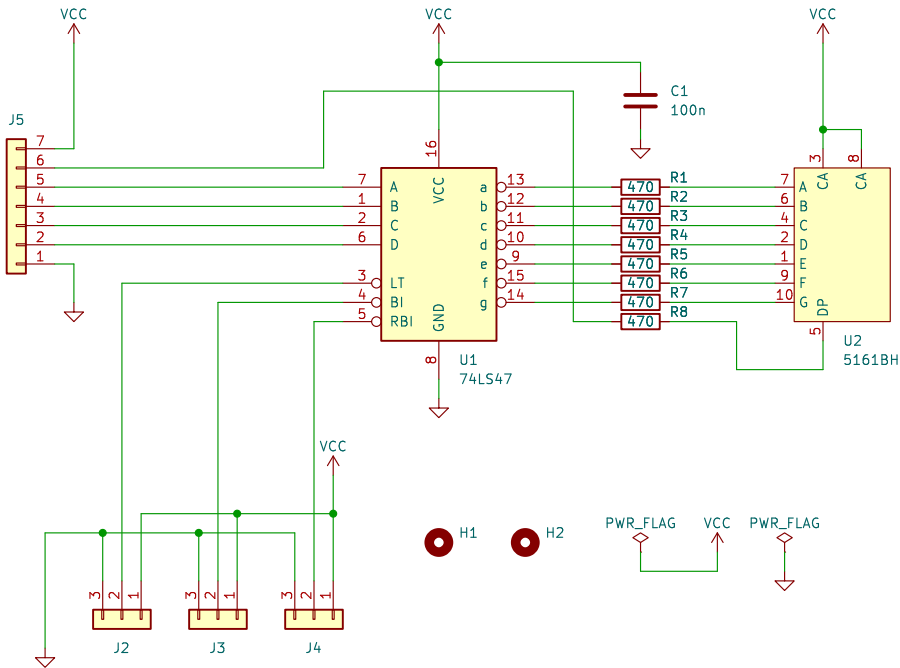 VCC
VCC
VCC
J5
7
6
5
4
3
2
1
C1
100n
16
VCC
7 A
1 B
2 C
6 D
3 LT
4 BI
5 RBI
a 13
b 12
c 11
d 10
e 9
f 15
g 14
GND
8
U1
74LS47
470 R1
470 R2
470 R3
470 R4
470 R5
470 R6
470 R7
470 R8
3 CA
8 CA
7 A
6 B
4 C
2 D
1 E
9 F
10 G
DP
5
U2
5161BH
VCC
3 2 1
J2
3 2 1
J3
3 2 1
J4
H1
H2
PWR_FLAG
VCC
PWR_FLAG